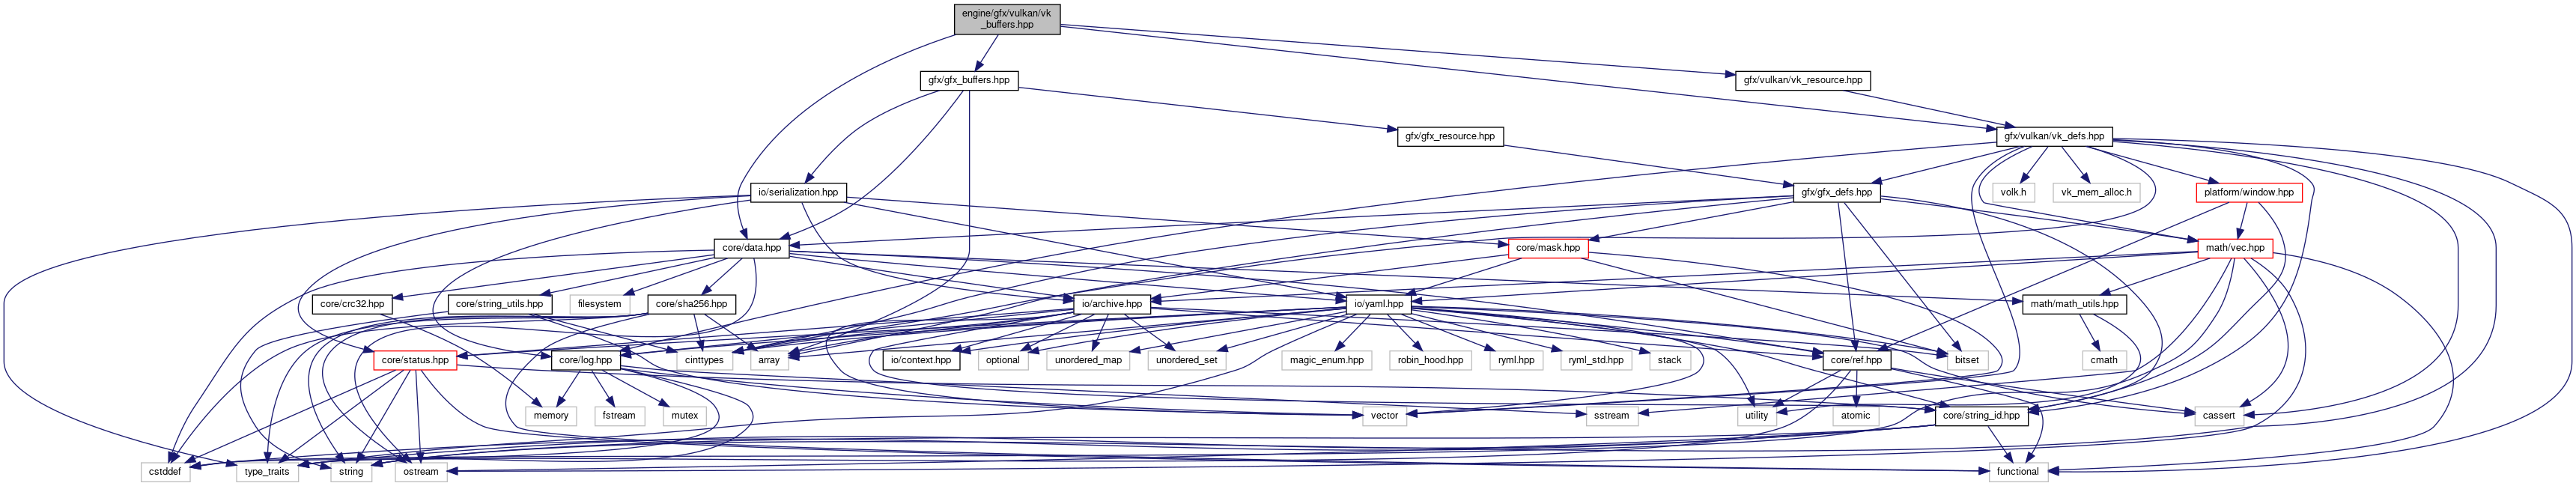 engine/gfx/vulkan/vk
_buffers.hpp
gfx/gfx_buffers.hpp
gfx/vulkan/vk_resource.hpp
gfx/gfx_resource.hpp
gfx/vulkan/vk_defs.hpp
io/serialization.hpp
gfx/gfx_defs.hpp
volk.h
vk_mem_alloc.h
platform/window.hpp
core/data.hpp
core/mask.hpp
math/vec.hpp
core/crc32.hpp
core/string_utils.hpp
filesystem
core/sha256.hpp
io/archive.hpp
io/yaml.hpp
math/math_utils.hpp
core/status.hpp
core/log.hpp
cinttypes
array
io/context.hpp
optional
unordered_map
unordered_set
magic_enum.hpp
robin_hood.hpp
ryml.hpp
ryml_std.hpp
stack
core/ref.hpp
bitset
cmath
memory
fstream
mutex
vector
sstream
utility
atomic
core/string_id.hpp
cassert
cstddef
type_traits
string
ostream
functional